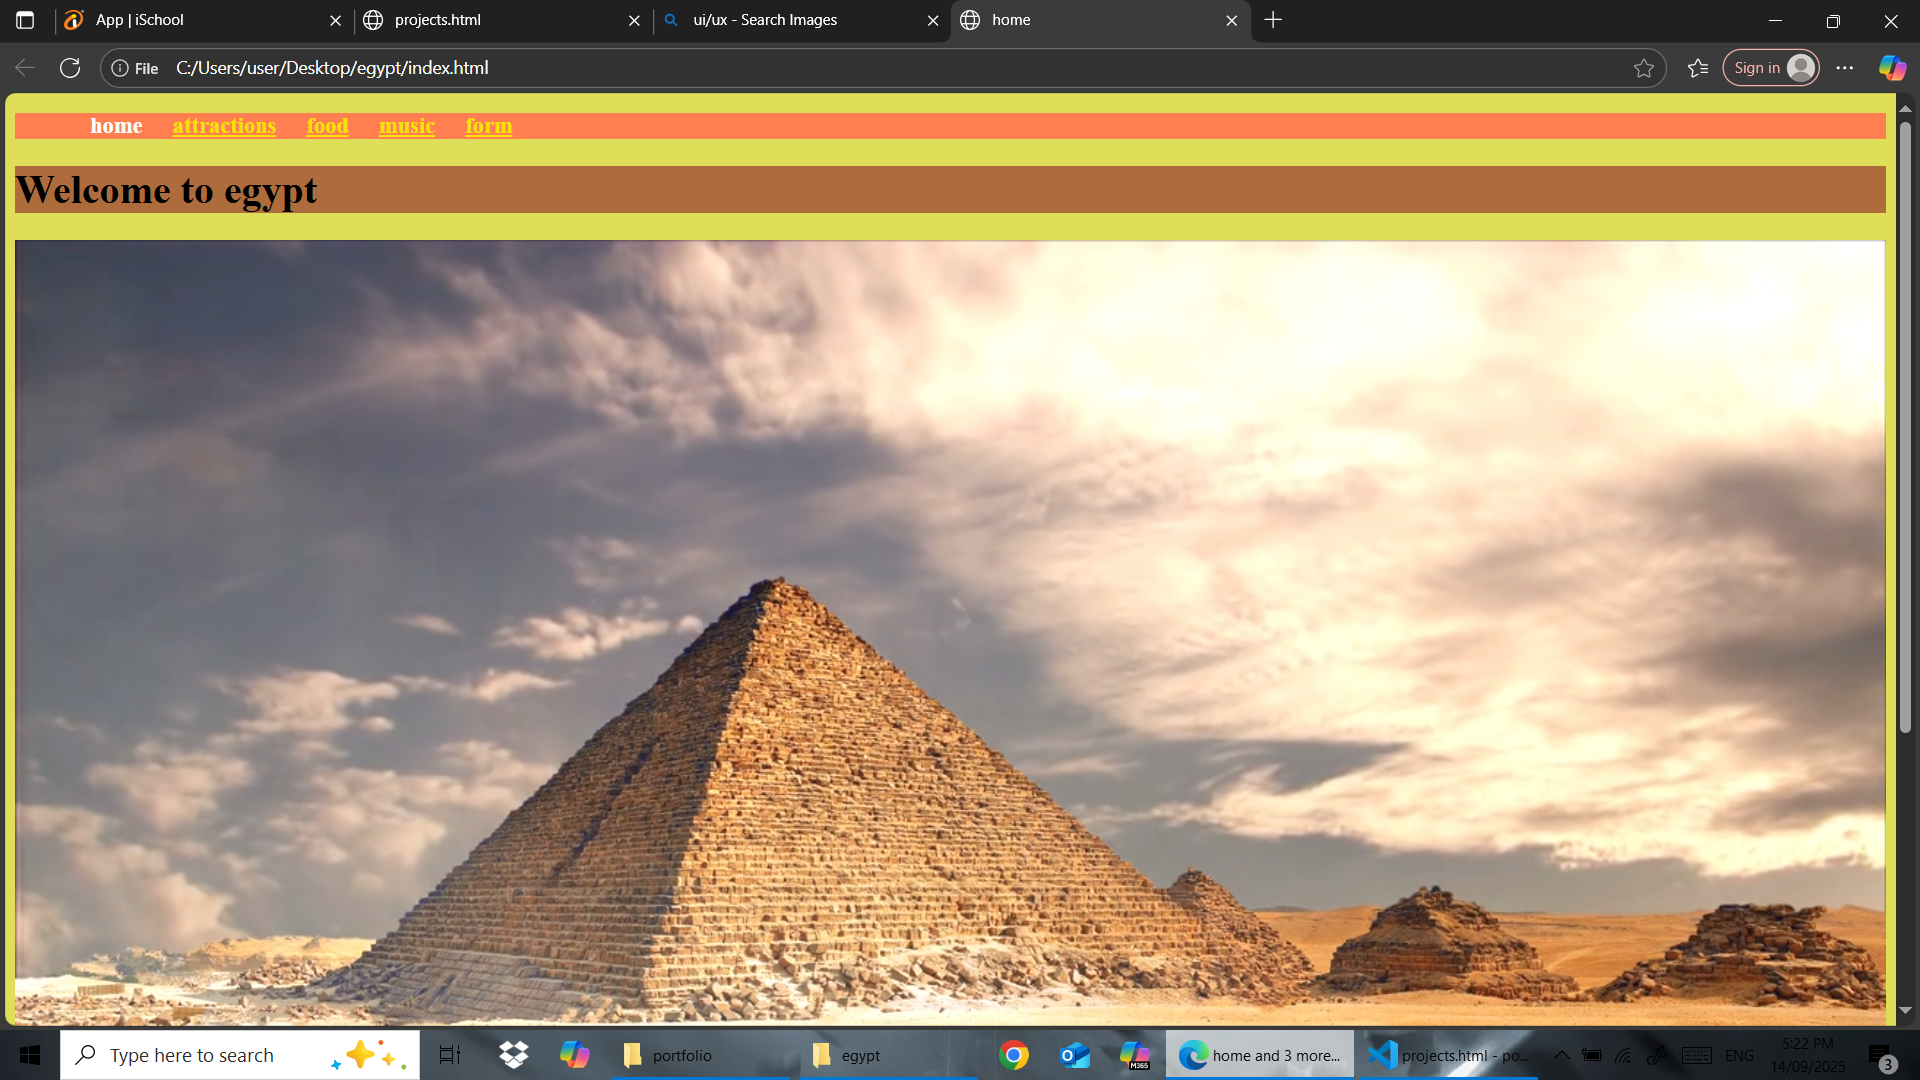 App | iSchool
projects.html
ui/ux - Search Images
home
File C:/Users/user/Desktop/egypt/index.html
Sign in
home attractions food music form
Welcome to egypt
Type here to search
portfolio
egypt
M365
home and 3 more...
projects.html - po...
ENG
5:22 PM
14/09/2025
3